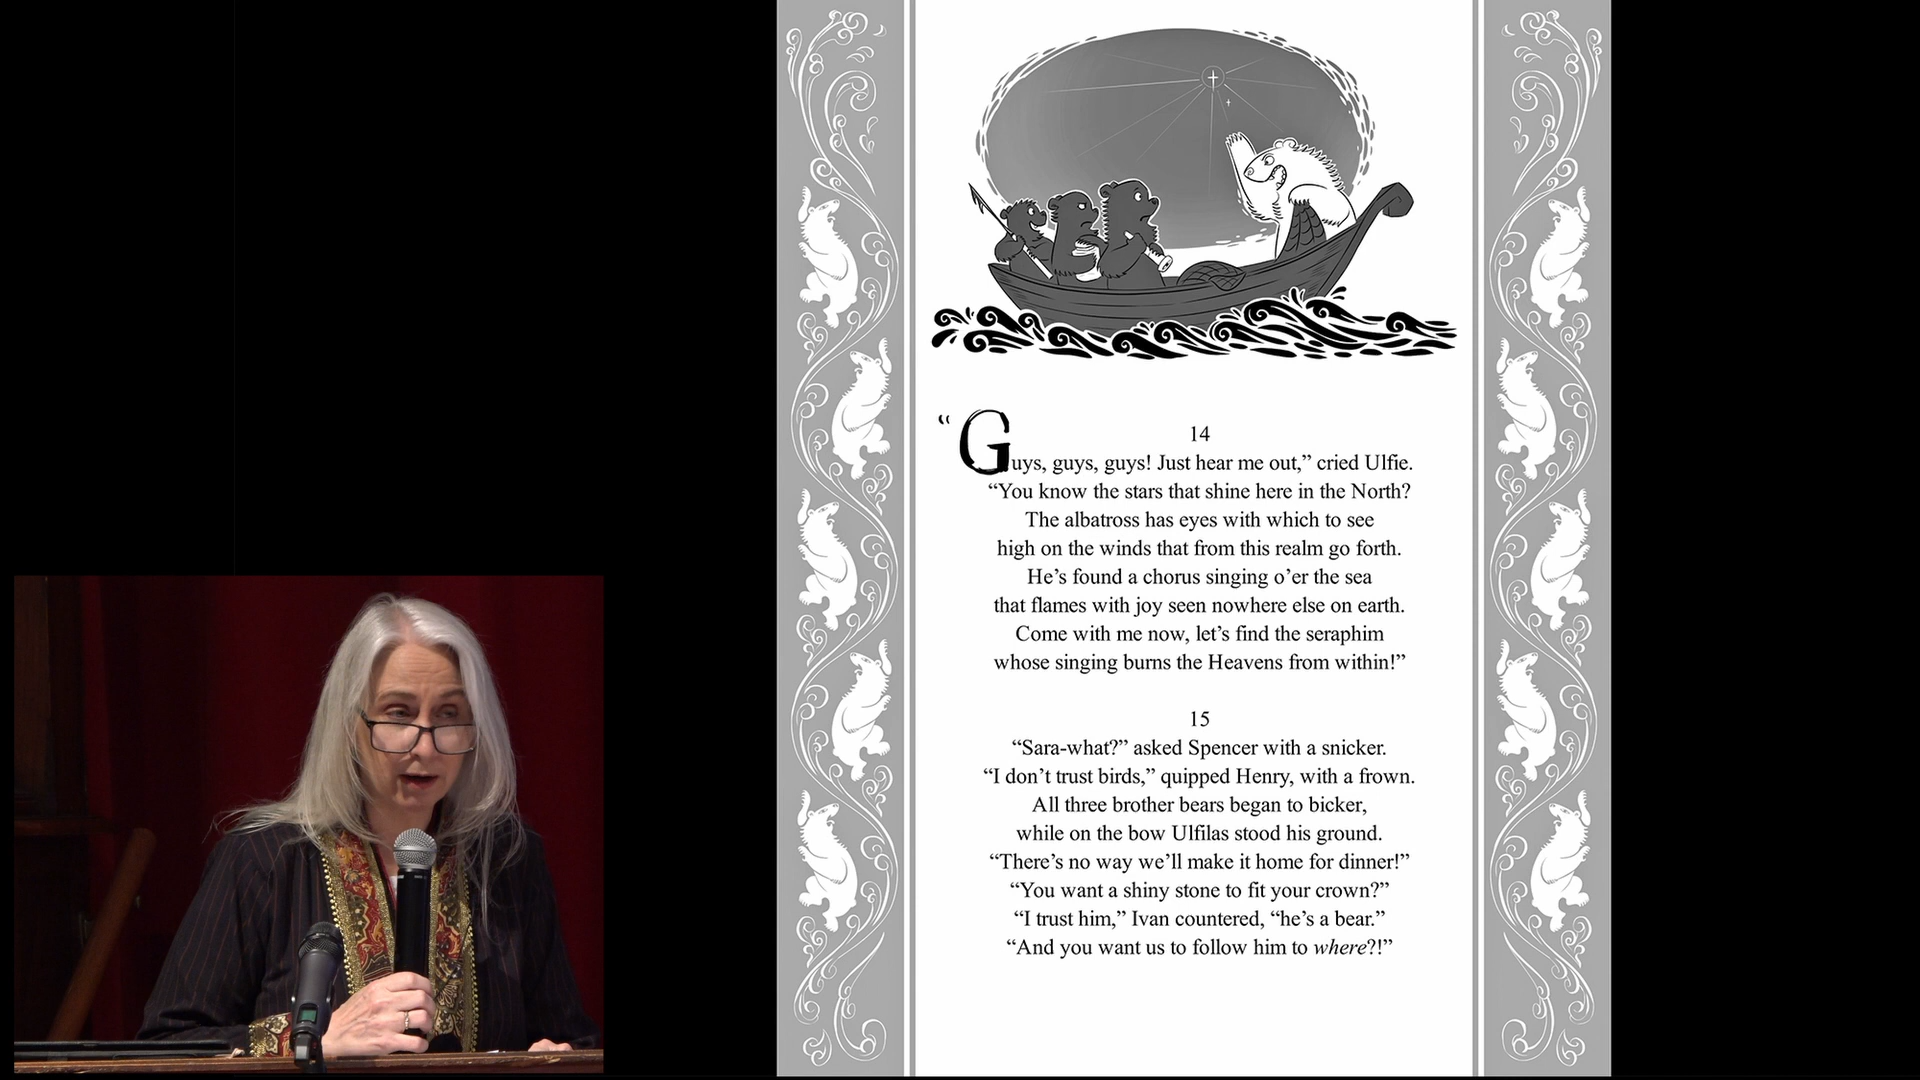 14
“Guys, guys, guys! Just hear me out,” cried Ulfie.
“You know the stars that shine here in the North?
The albatross has eyes with which to see
high on the winds that from this realm go forth.
He’s found a chorus singing o’er the sea
that flames with joy seen nowhere else on earth.
Come with me now, let’s find the seraphim
whose singing burns the Heavens from within!”
15
“Sara-what?” asked Spencer with a snicker.
“I don’t trust birds,” quipped Henry, with a frown.
All three brother bears began to bicker,
while on the bow Ulfilas stood his ground.
“There’s no way we’ll make it home for dinner!”
“You want a shiny stone to fit your crown?”
“I trust him,” Ivan countered, “he’s a bear.”
“And you want us to follow him to where?!”